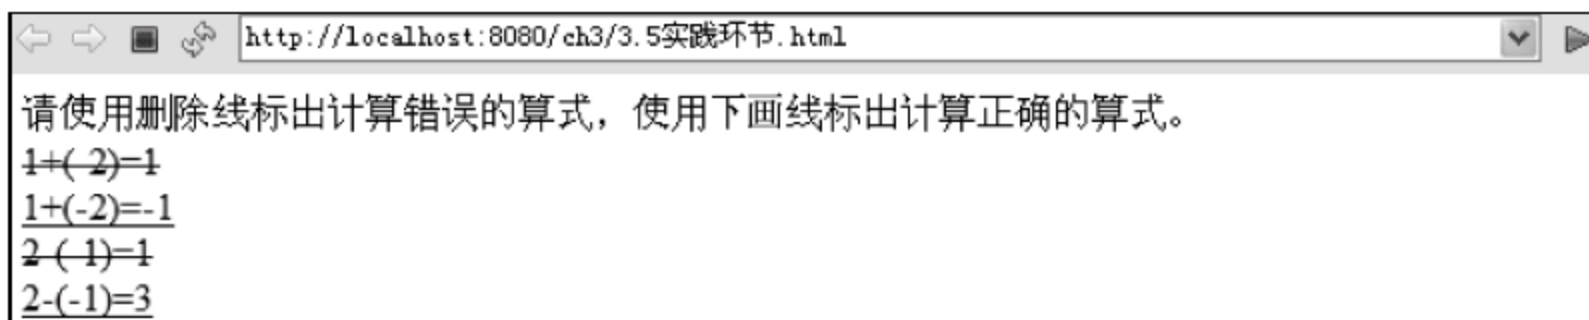 http://localhost:8080/ch3/3.5实践环节.html
请使用删除线标出计算错误的算式，使用下画线标出计算正确的算式。
1+(-2)=1
1+(-2)=-1
2-(-1)=1
2-(-1)=3